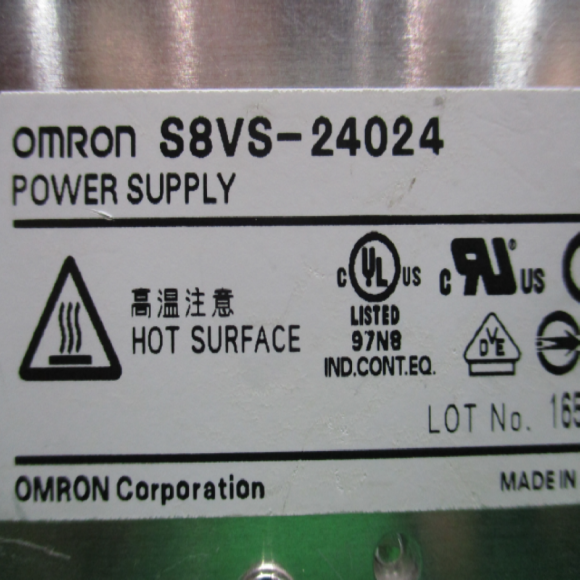 OMRON S8VS-24024
POWER SUPPLY
高温注意
HOT SURFACE
C UL US
LISTED
97N8
IND.CONT.EQ.
C RU US
VDE
LOT No. 165
OMRON Corporation
MADE IN